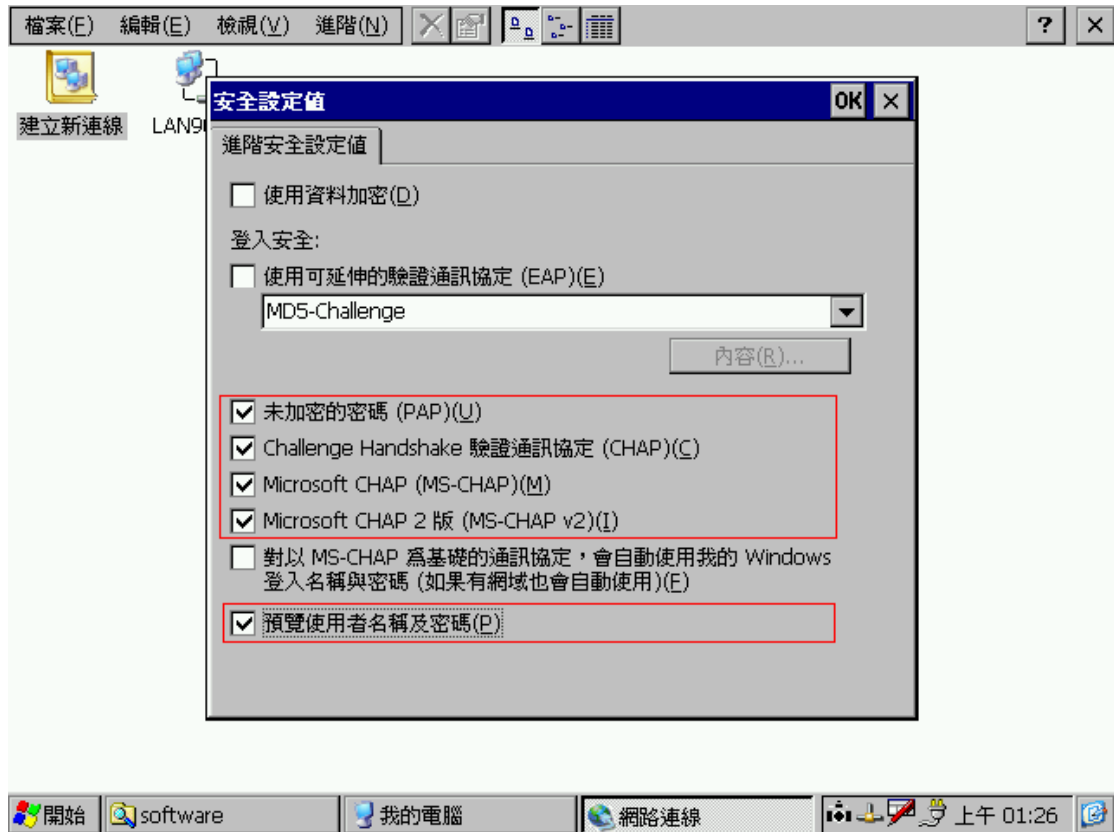 檔案(F) 編輯(E) 檢視(V) 進階(N) ?
建立新連線
LAN9
安全設定值 OK
進階安全設定值
使用資料加密(D)
登入安全:
使用可延伸的驗證通訊協定 (EAP)(E)
MD5-Challenge
內容(R)...
未加密的密碼 (PAP)(U)
Challenge Handshake 驗證通訊協定 (CHAP)(C)
Microsoft CHAP (MS-CHAP)(M)
Microsoft CHAP 2 版 (MS-CHAP v2)(I)
對以 MS-CHAP 為基礎的通訊協定，會自動使用我的 Windows
登入名稱與密碼 (如果有網域也會自動使用)(F)
預覽使用者名稱及密碼(P)
開始 software 我的電腦 網路連線 上午 01:26